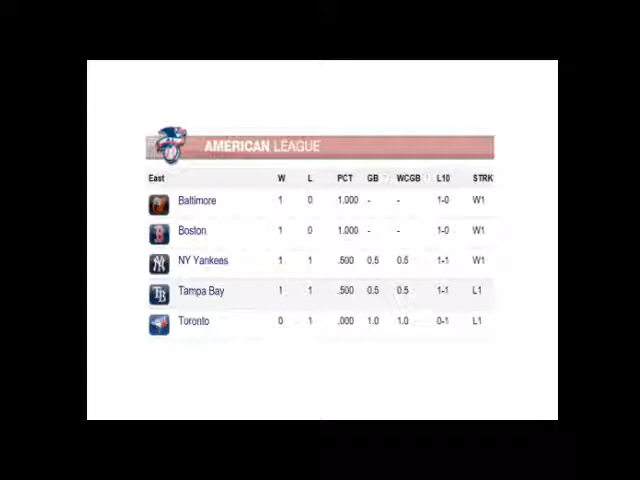 AMERICAN LEAGUE
East W L PCT GB WCGB L10 STRK
Baltimore 1 0 1.000 - - 1-0 W1
Boston 1 0 1.000 - - 1-0 W1
NY Yankees 1 1 .500 0.5 0.5 1-1 W1
Tampa Bay 1 1 .500 0.5 0.5 1-1 L1
Toronto 0 1 .000 1.0 1.0 0-1 L1